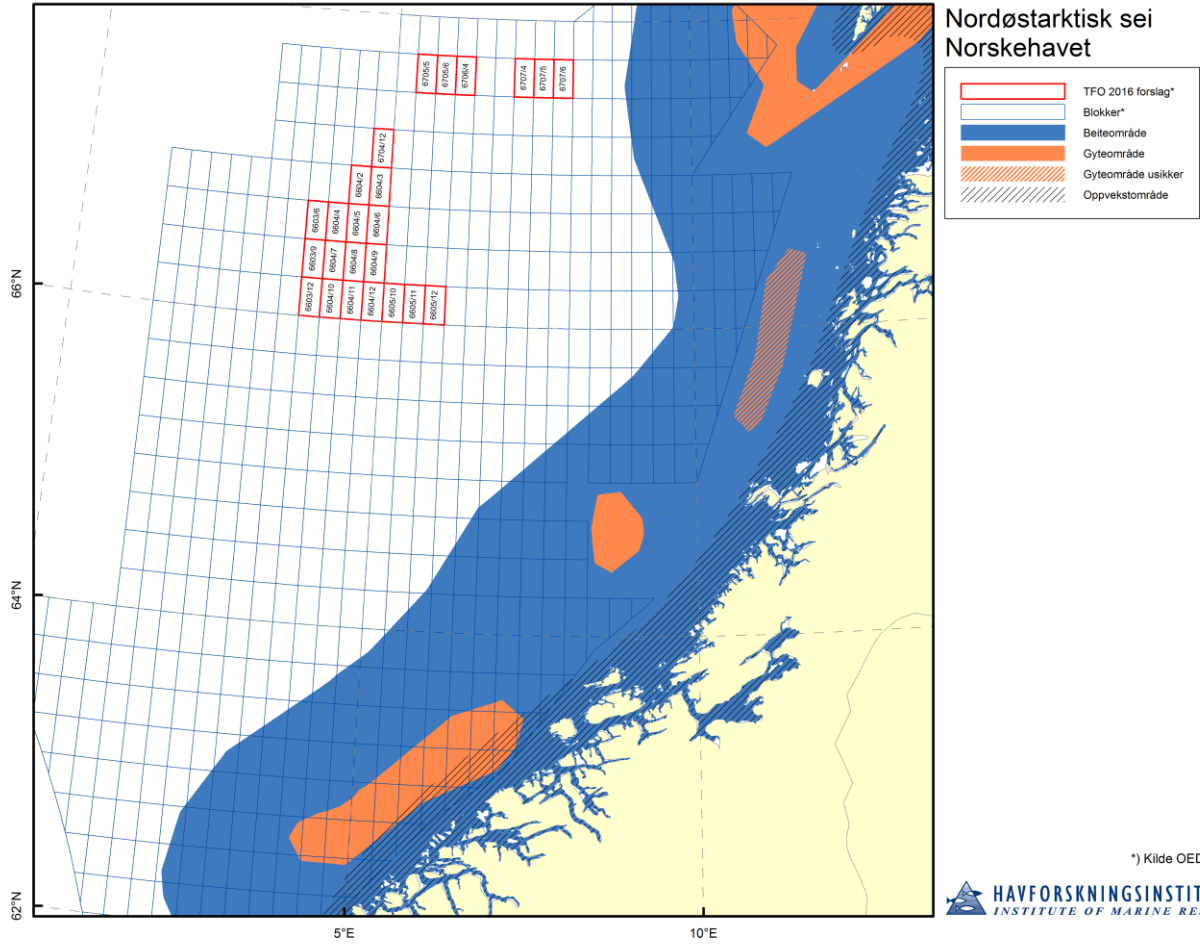 Nordøstarktisk sei
Norskehavet
TFO 2016 forslag*
Blokker*
Beiteområde
Gyteområde
Gyteområde usikker
Oppvekstområde
6705/5
6705/6
6706/4
6707/4
6707/5
6707/6
6704/12
6604/2
6604/3
6603/6
6604/4
6604/5
6604/6
6603/9
6604/7
6604/8
6604/9
6603/12
6604/10
6604/11
6604/12
6605/10
6605/11
6605/12
66°N
64°N
62°N
5°E
10°E
*) Kilde OED
HAVFORSKNINGSINSTIT
INSTITUTE OF MARINE RE